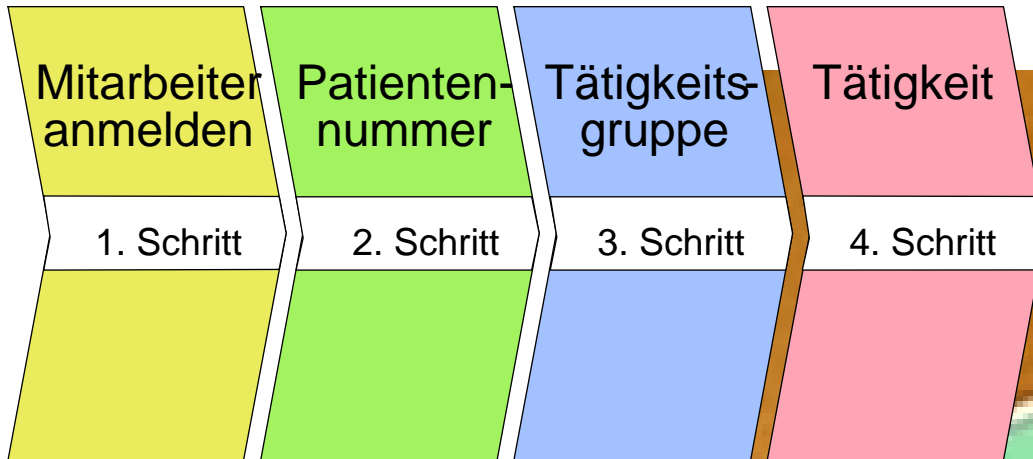 Mitarbeiter
anmelden
1. Schritt
Patienten-
nummer
2. Schritt
Tätigkeits-
gruppe
3. Schritt
Tätigkeit
4. Schritt